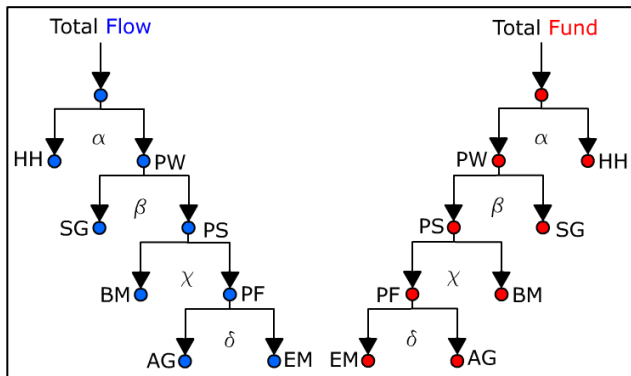 Total Flow Total Fund
α α
HH PW PW HH
β β
SG PS PS SG
χ χ
BM PF PF BM
δ δ
AG EM EM AG